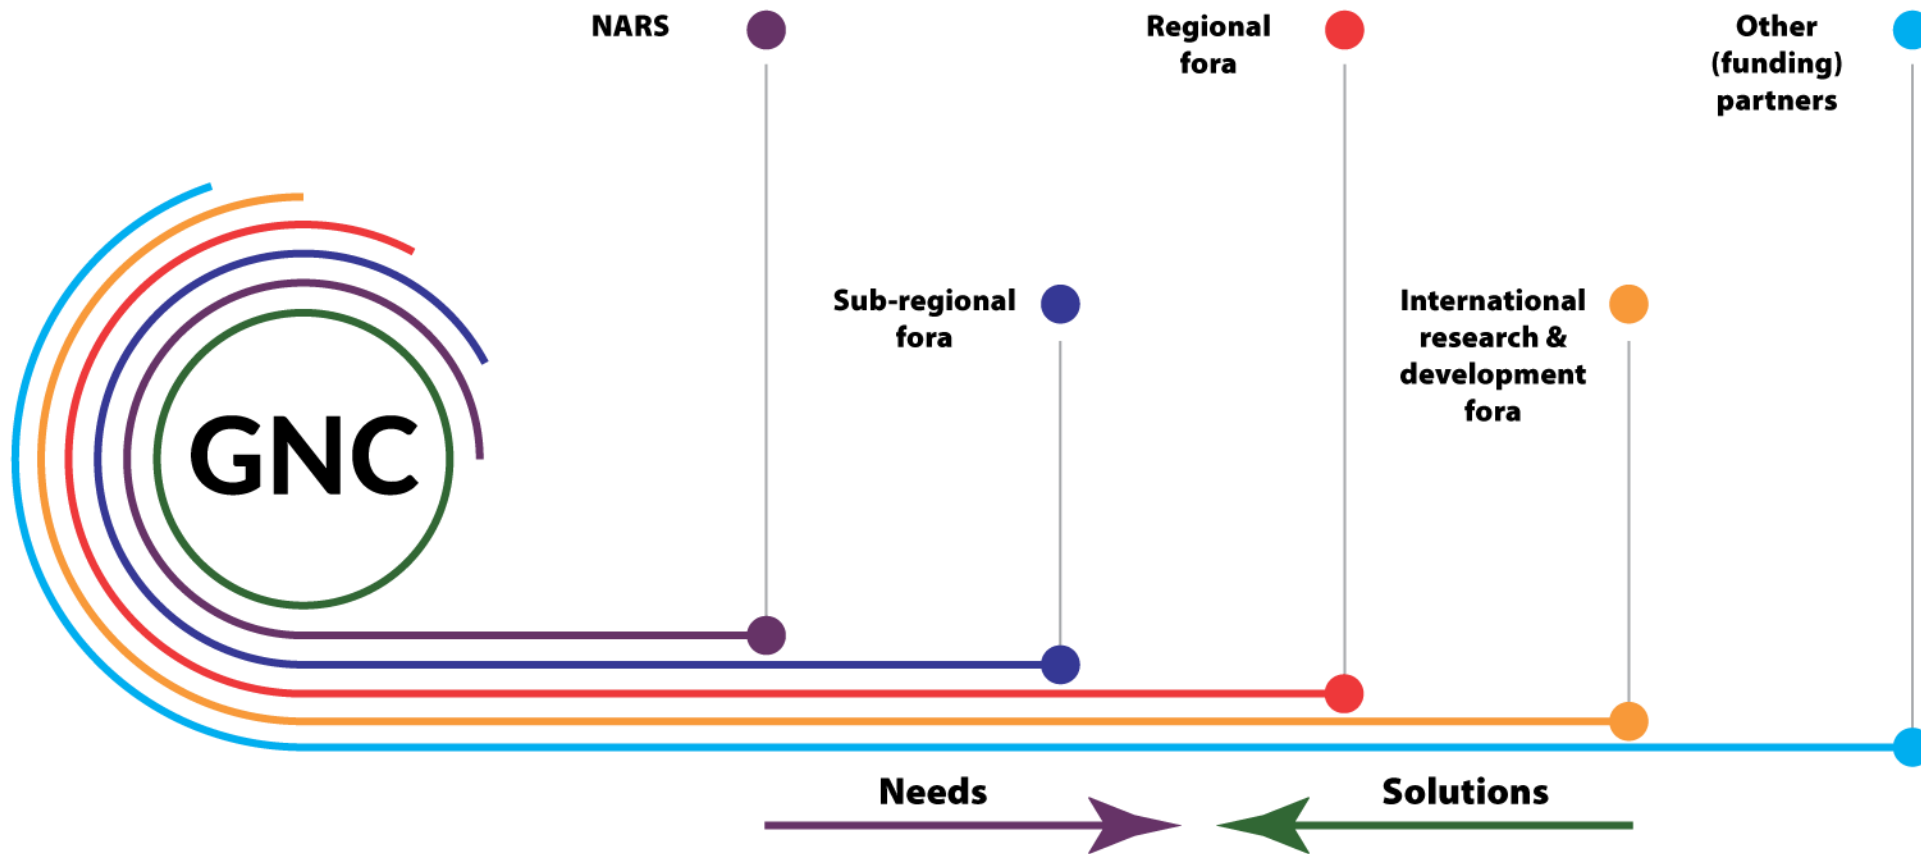 NARS
Regional
fora
Other
(funding)
partners
Sub-regional
fora
International
research &
development
fora
GNC
Needs
Solutions